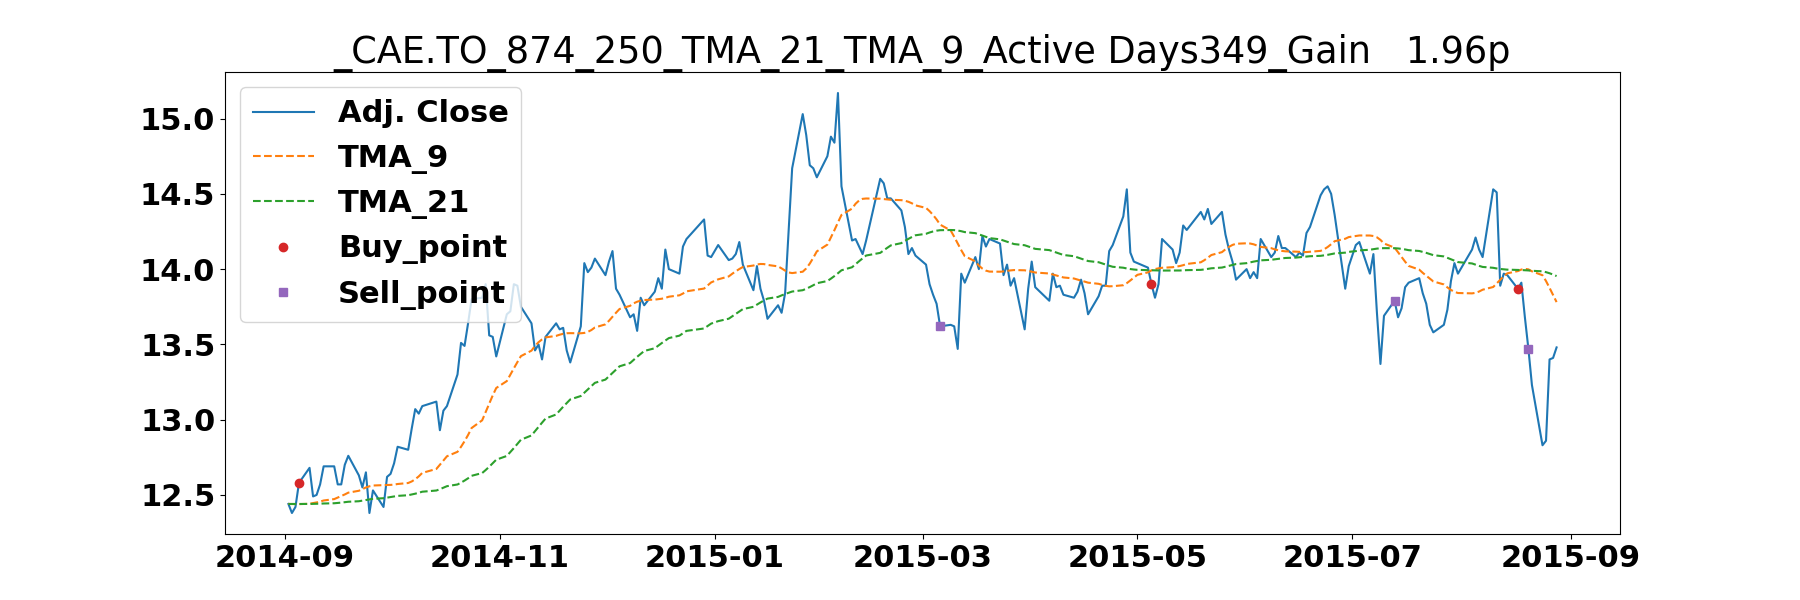 _CAE.TO_874_250_TMA_21_TMA_9_Active Days349_Gain   1.96p
Adj. Close
TMA_9
TMA_21
Buy_point
Sell_point
15.0
14.5
14.0
13.5
13.0
12.5
2014-09
2014-11
2015-01
2015-03
2015-05
2015-07
2015-09